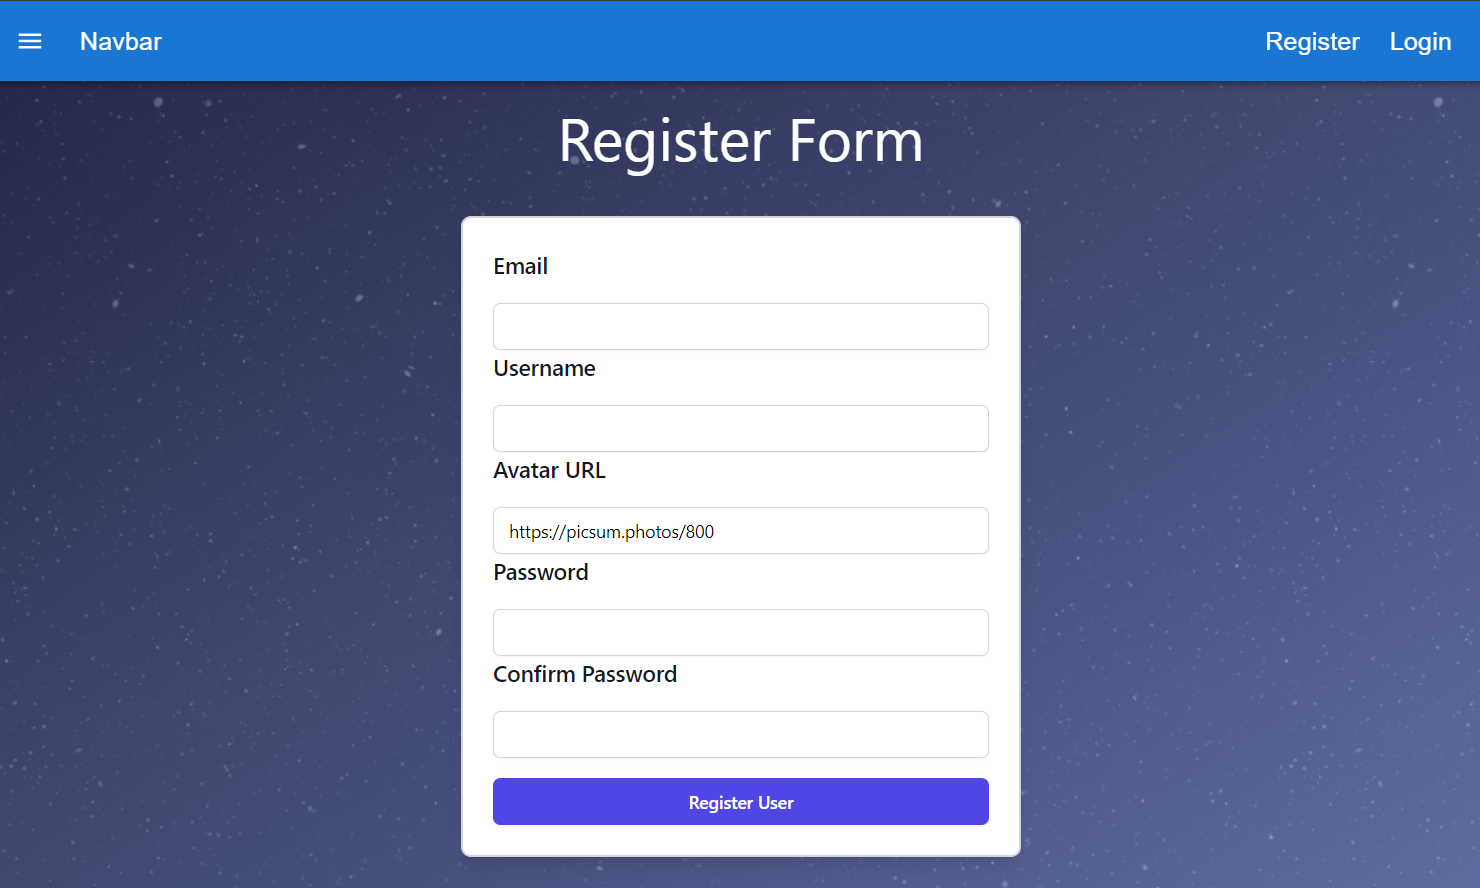 Navbar Register Login
Register Form
Email
Username
Avatar URL
https://picsum.photos/800
Password
Confirm Password
Register User